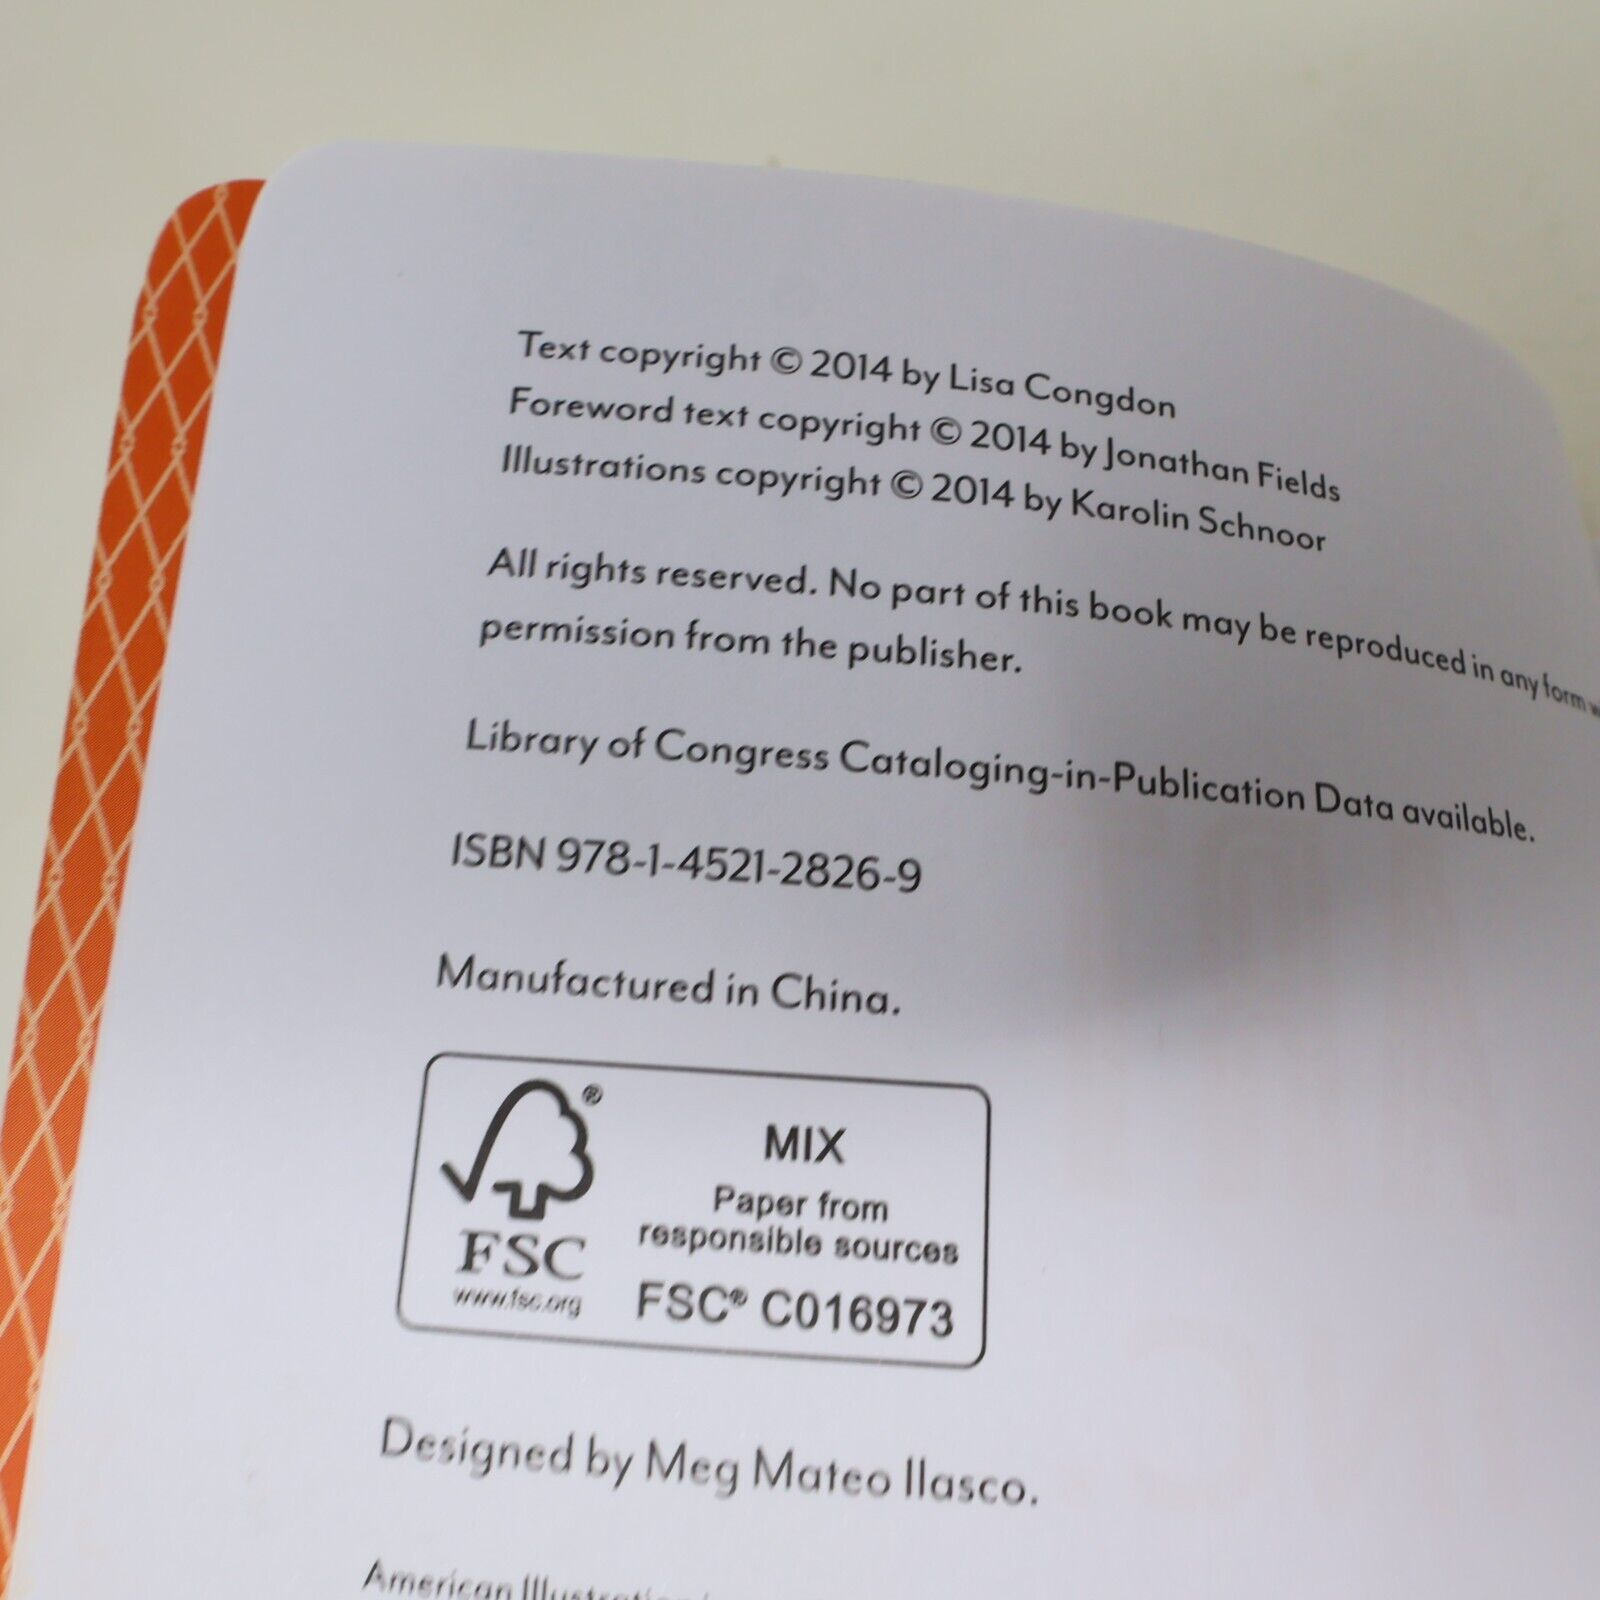 Text copyright © 2014 by Lisa Congdon
Foreword text copyright © 2014 by Jonathan Fields
Illustrations copyright © 2014 by Karolin Schnoor
All rights reserved. No part of this book may be reproduced in any form
permission from the publisher.
Library of Congress Cataloging-in-Publication Data available.
ISBN 978-1-4521-2826-9
Manufactured in China.
®
FSC
www.fsc.org
MIX
Paper from
responsible sources
FSC® C016973
Designed by Meg Mateo Ilasco.
American